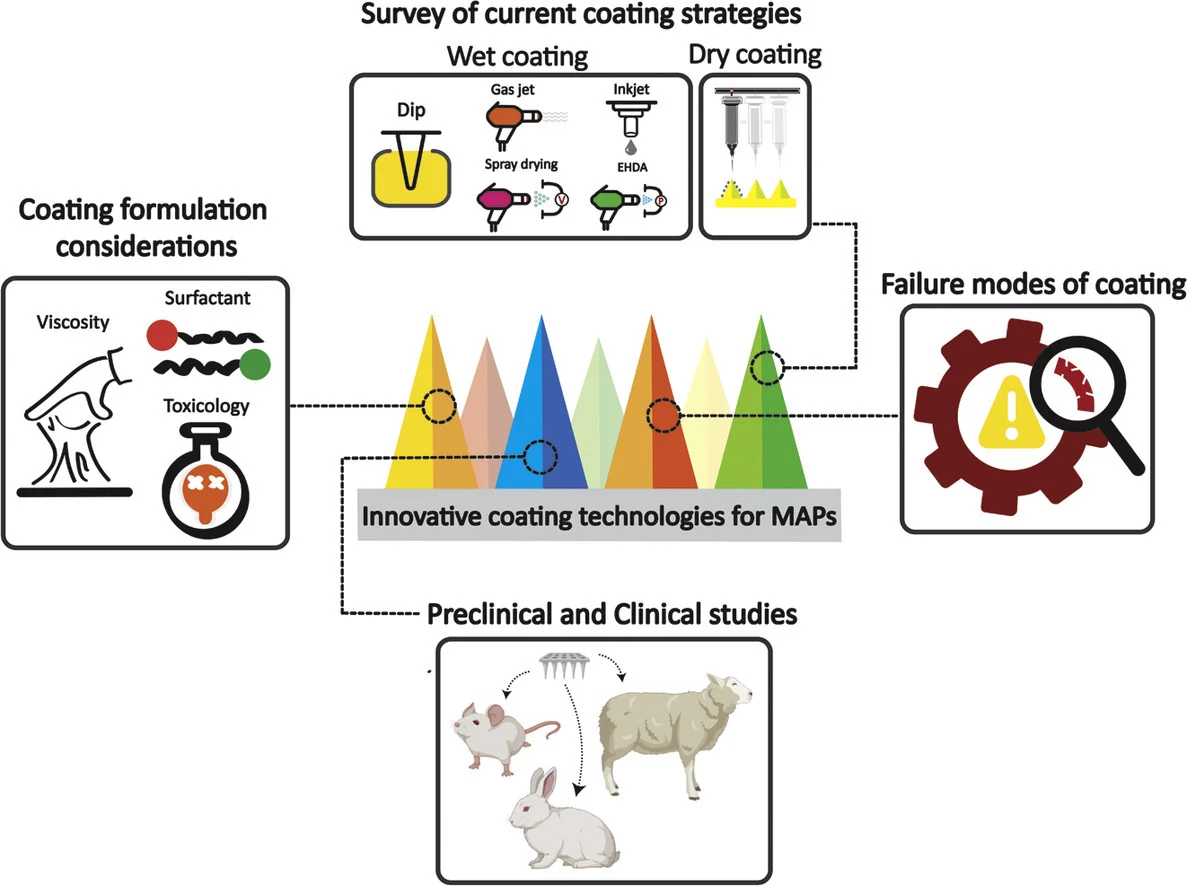 Survey of current coating strategies
Wet coating
Dry coating
Dip
Gas jet
Inkjet
Spray drying
V
EHDA
P
Coating formulation
considerations
Viscosity
Surfactant
Toxicology
Failure modes of coating
Innovative coating technologies for MAPs
Preclinical and Clinical studies